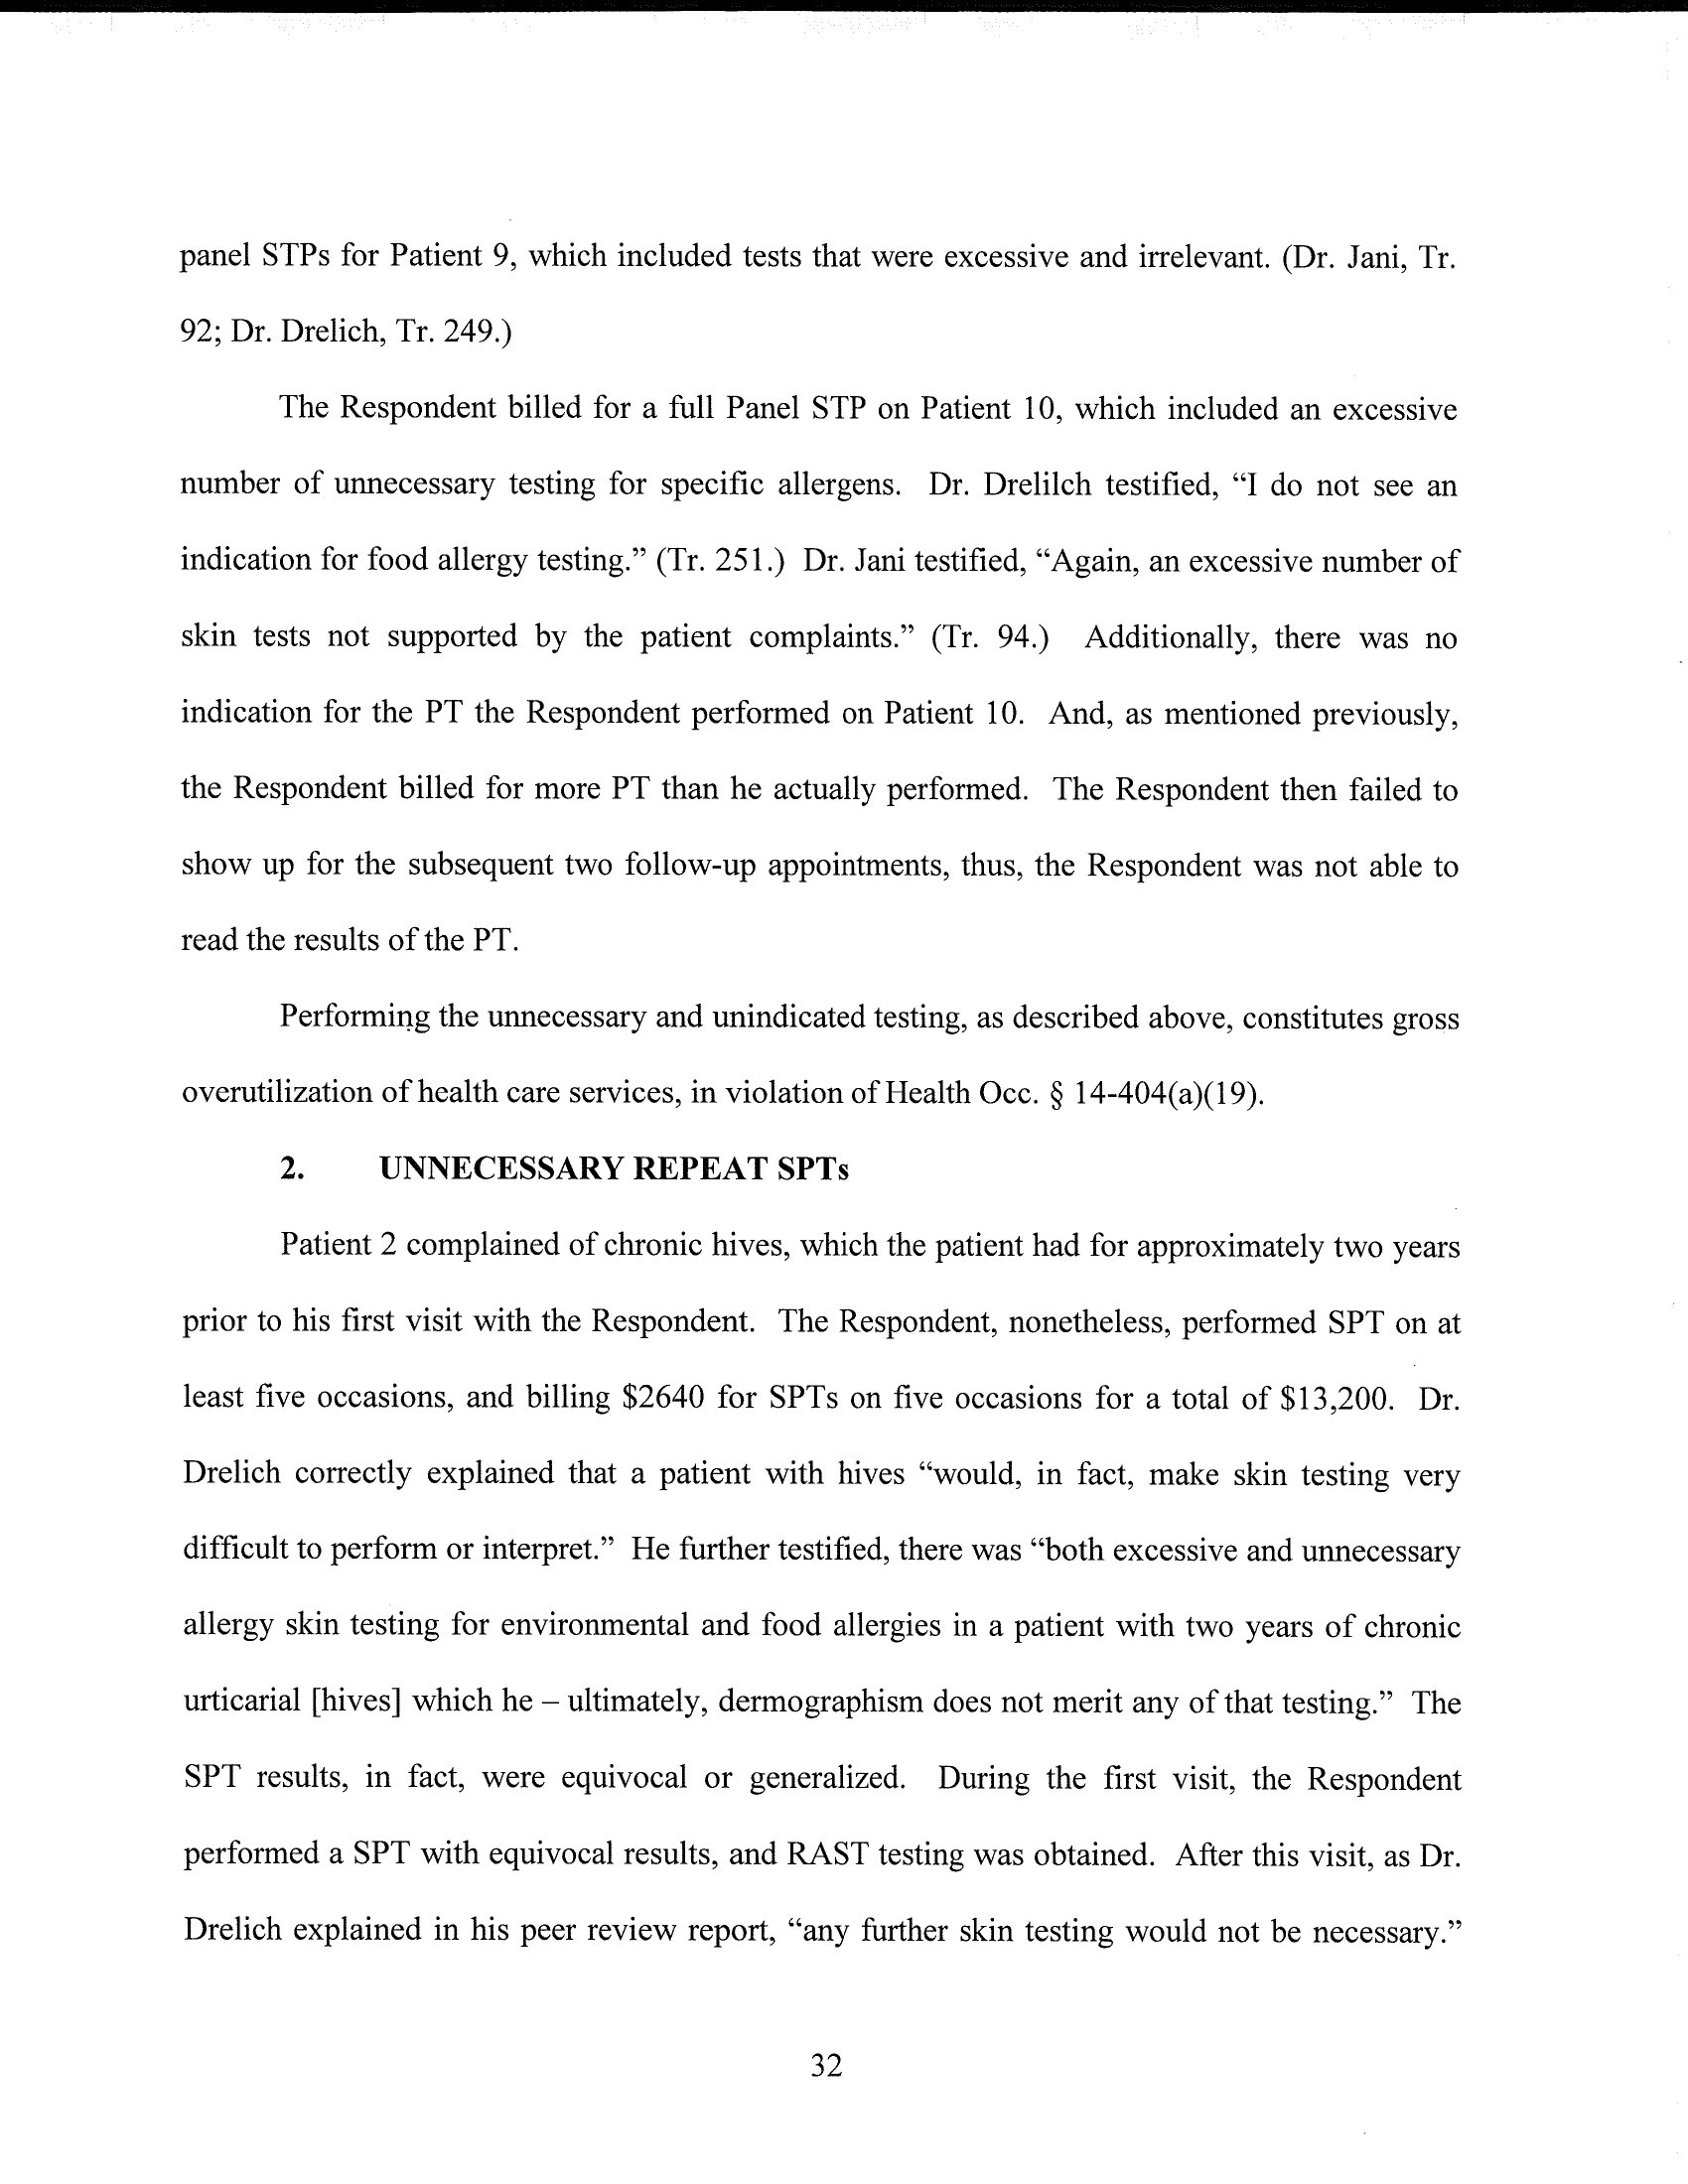 panel STPs for Patient 9, which included tests that were excessive and irrelevant. (Dr. Jani, Tr.
92; Dr. Drelich, Tr. 249.)
The Respondent billed for a full Panel STP on Patient 10, which included an excessive
number of unnecessary testing for specific allergens. Dr. Drelilch testified, “I do not see an
indication for food allergy testing.” (Tr. 251.) Dr. Jani testified, “Again, an excessive number of
skin tests not supported by the patient complaints.” (Tr. 94.) Additionally, there was no
indication for the PT the Respondent performed on Patient 10. And, as mentioned previously,
the Respondent billed for more PT than he actually performed. The Respondent then failed to
show up for the subsequent two follow-up appointments, thus, the Respondent was not able to
read the results of the PT.
Performing the unnecessary and unindicated testing, as described above, constitutes gross
overutilization of health care services, in violation of Health Occ. § 14-404(a)(19).
2. UNNECESSARY REPEAT SPTs
Patient 2 complained of chronic hives, which the patient had for approximately two years
prior to his first visit with the Respondent. The Respondent, nonetheless, performed SPT on at
least five occasions, and billing $2640 for SPTs on five occasions for a total of $13,200. Dr.
Drelich correctly explained that a patient with hives “would, in fact, make skin testing very
difficult to perform or interpret.” He further testified, there was “both excessive and unnecessary
allergy skin testing for environmental and food allergies in a patient with two years of chronic
urticarial [hives] which he – ultimately, dermographism does not merit any of that testing.” The
SPT results, in fact, were equivocal or generalized. During the first visit, the Respondent
performed a SPT with equivocal results, and RAST testing was obtained. After this visit, as Dr.
Drelich explained in his peer review report, “any further skin testing would not be necessary.”
32